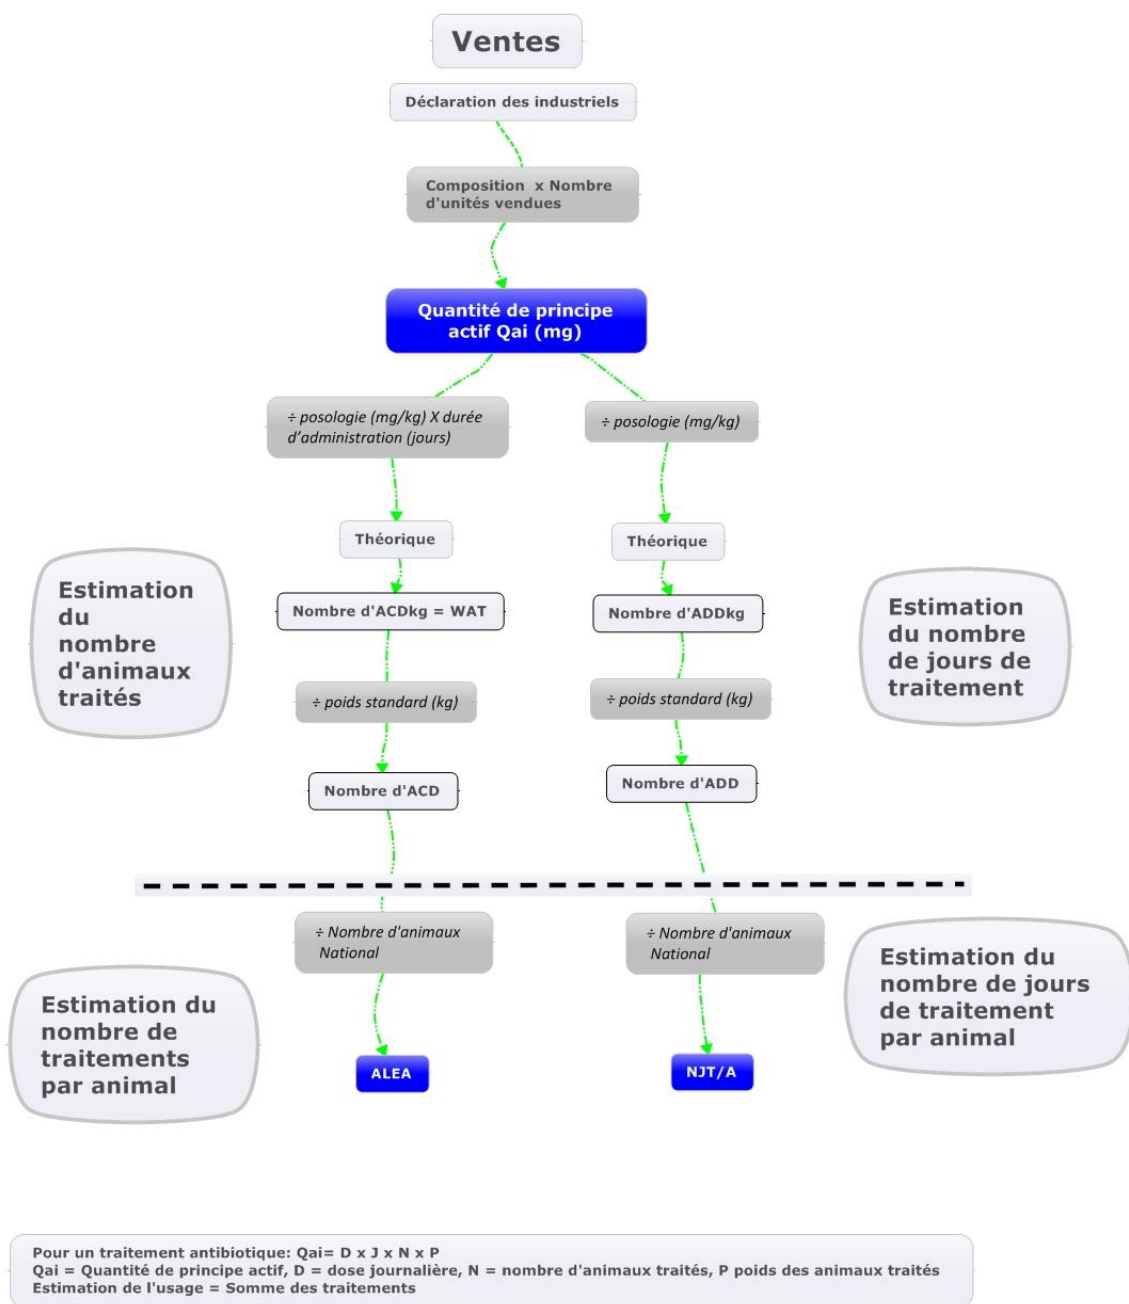 Ventes
Déclaration des industriels
Composition x Nombre
d'unités vendues
Quantité de principe
actif Qai (mg)
÷ posologie (mg/kg) X durée
d’administration (jours)
÷ posologie (mg/kg)
Théorique
Théorique
Estimation
du
nombre
d'animaux
traités
Nombre d'ACDkg = WAT
Nombre d'ADDkg
Estimation
du nombre
de jours de
traitement
÷ poids standard (kg)
÷ poids standard (kg)
Nombre d'ACD
Nombre d'ADD
÷ Nombre d'animaux
National
÷ Nombre d'animaux
National
Estimation du
nombre de jours
de traitement
par animal
Estimation du
nombre de
traitements
par animal
ALEA
NJT/A
Pour un traitement antibiotique: Qai= D x J x N x P
Qai = Quantité de principe actif, D = dose journalière, N = nombre d'animaux traités, P poids des animaux traités
Estimation de l'usage = Somme des traitements